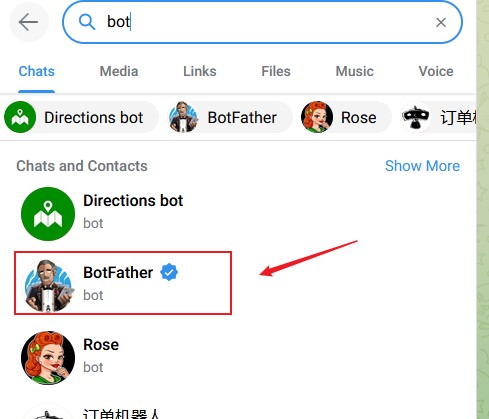 bot
Chats Media Links Files Music Voice
Directions bot BotFather Rose 订单机
Chats and Contacts Show More
Directions bot
bot
BotFather
bot
Rose
bot
订单机器人